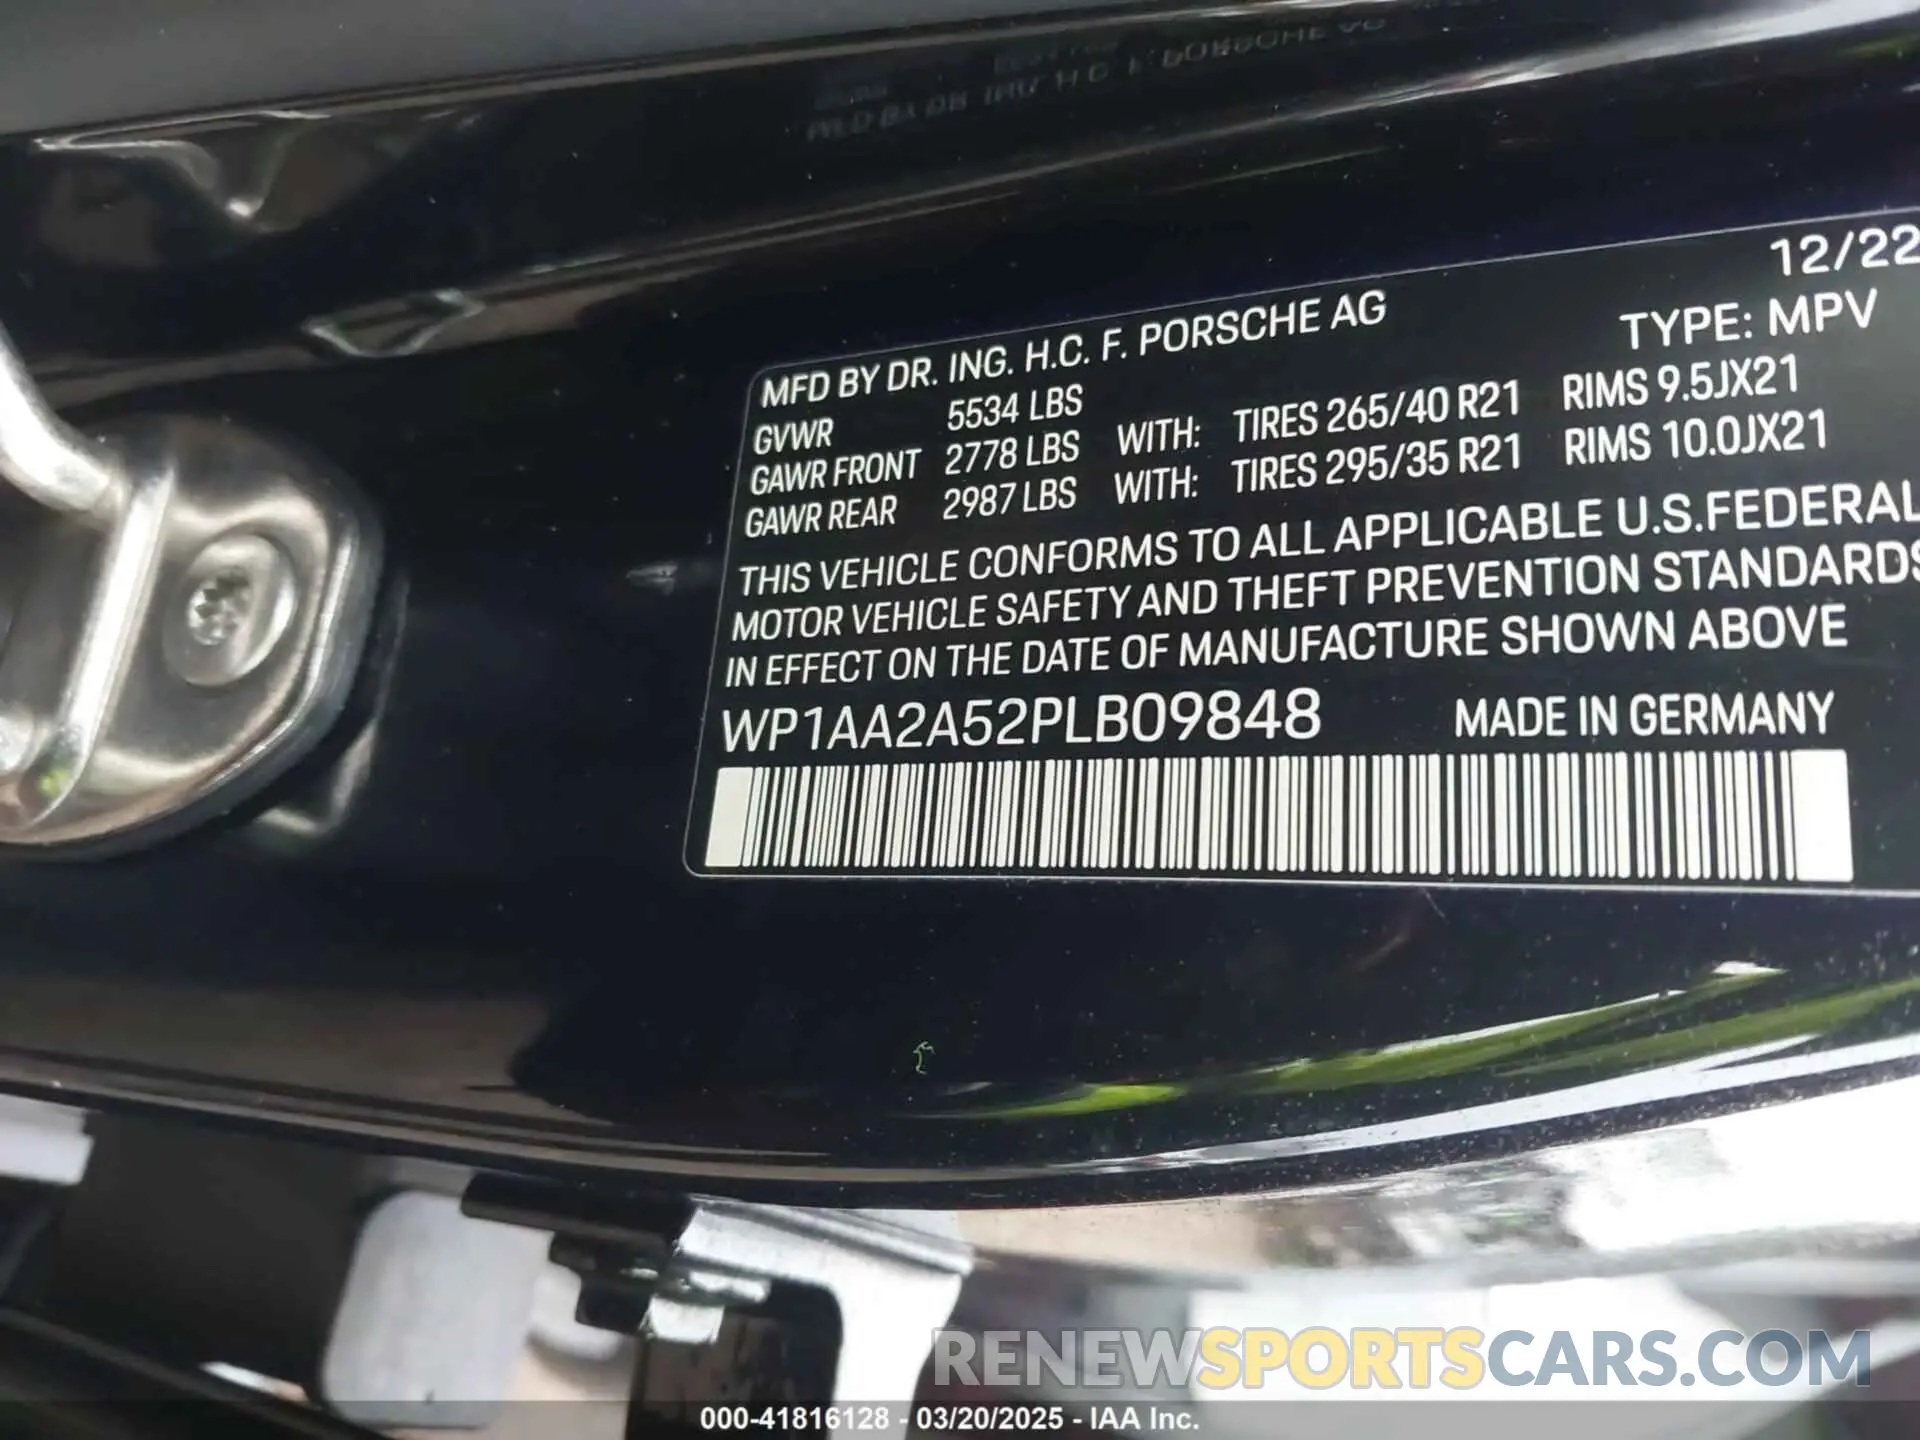 12/22
MFD BY DR. ING. H.C. F. PORSCHE AG
TYPE: MPV
GVWR 5534 LBS
GAWR FRONT 2778 LBS WITH: TIRES 265/40 R21 RIMS 9.5JX21
GAWR REAR 2987 LBS WITH: TIRES 295/35 R21 RIMS 10.0JX21
THIS VEHICLE CONFORMS TO ALL APPLICABLE U.S.FEDERAL
MOTOR VEHICLE SAFETY AND THEFT PREVENTION STANDARDS
IN EFFECT ON THE DATE OF MANUFACTURE SHOWN ABOVE
WP1AA2A52PLB09848 MADE IN GERMANY
RENEWSPORTSCARS.COM
000-41816128 - 03/20/2025 - IAA Inc.